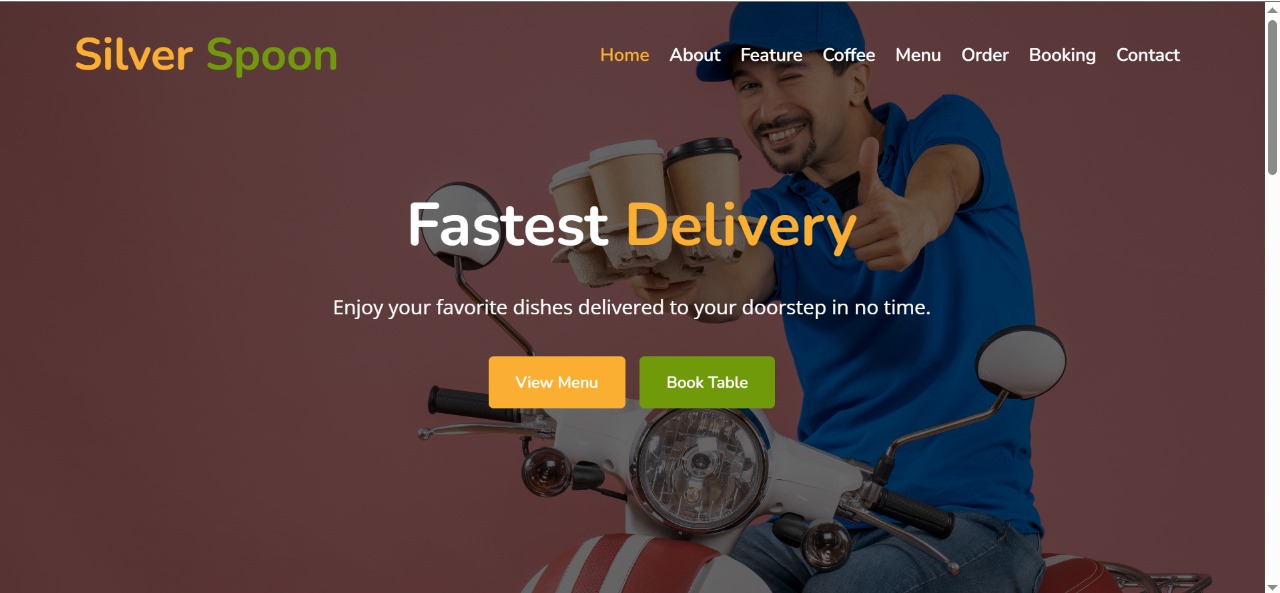 Silver Spoon
Home About Feature Coffee Menu Order Booking Contact
Fastest Delivery
Enjoy your favorite dishes delivered to your doorstep in no time.
View Menu Book Table